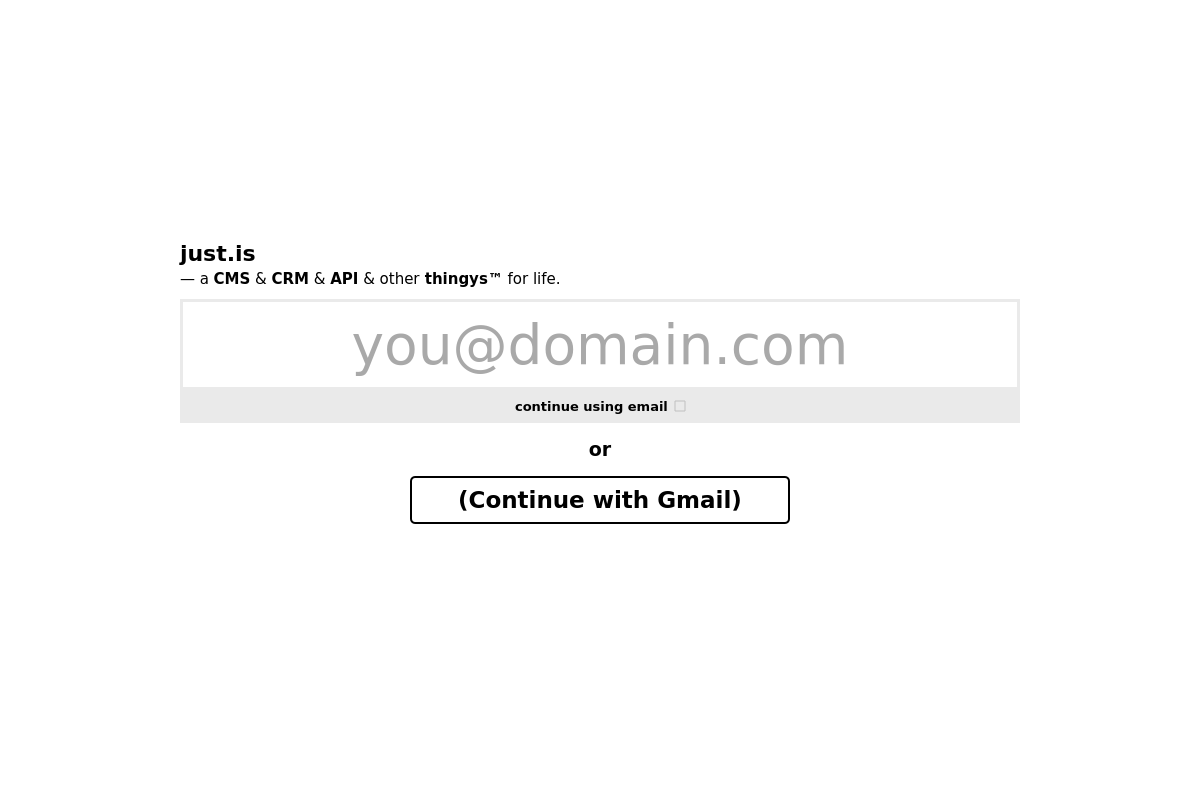 just.is
— a CMS & CRM & API & other thingys™ for life.
you@domain.com
continue using email
or
(Continue with Gmail)